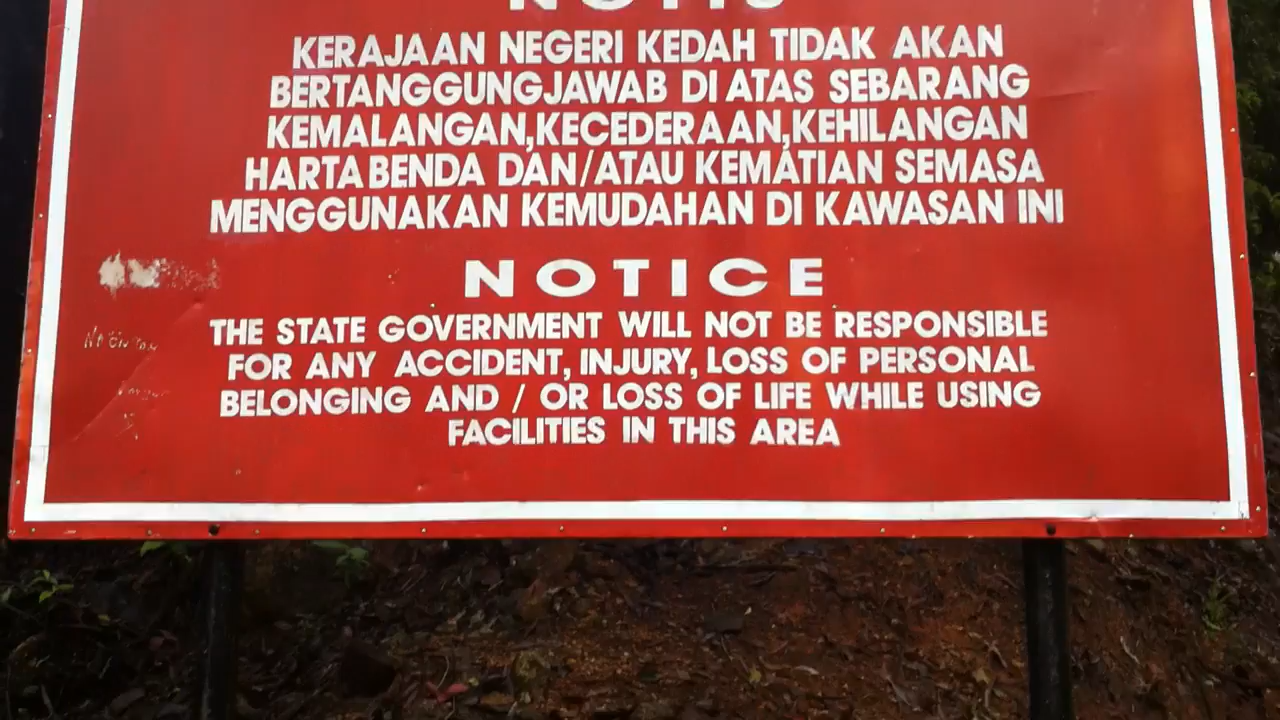 NOTIS
KERAJAAN NEGERI KEDAH TIDAK AKAN
BERTANGGUNGJAWAB DI ATAS SEBARANG
KEMALANGAN,KECEDERAAN,KEHILANGAN
HARTA BENDA DAN/ATAU KEMATIAN SEMASA
MENGGUNAKAN KEMUDAHAN DI KAWASAN INI
NOTICE
THE STATE GOVERNMENT WILL NOT BE RESPONSIBLE
FOR ANY ACCIDENT, INJURY, LOSS OF PERSONAL
BELONGING AND / OR LOSS OF LIFE WHILE USING
FACILITIES IN THIS AREA